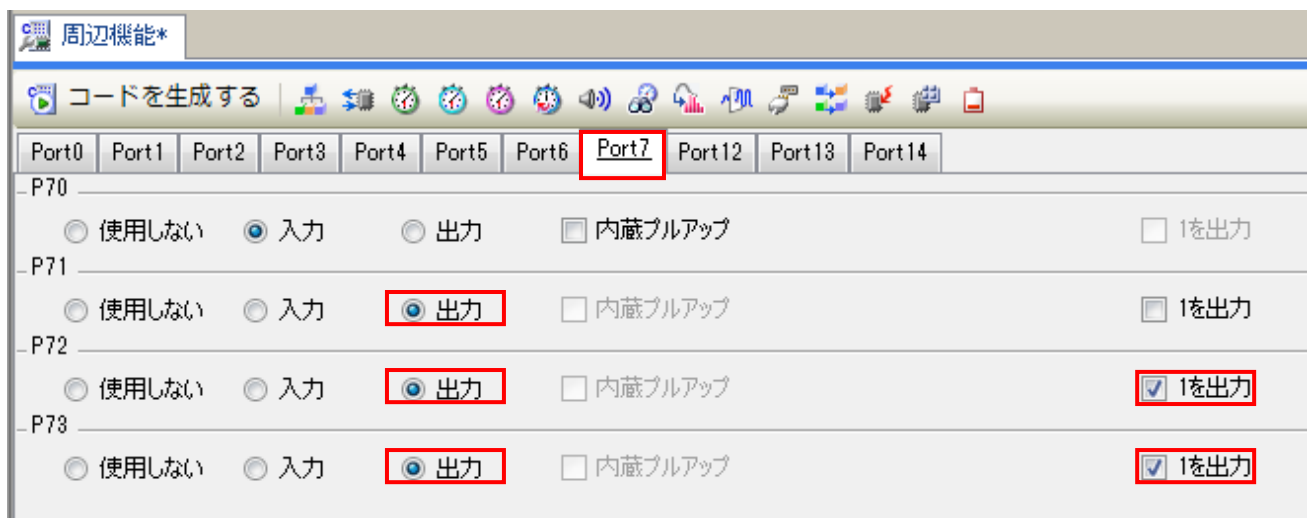 周辺機能*
コードを生成する
Port0 Port1 Port2 Port3 Port4 Port5 Port6 Port7 Port12 Port13 Port14
P70
使用しない 入力 出力 内蔵プルアップ 1を出力
P71
使用しない 入力 出力 内蔵プルアップ 1を出力
P72
使用しない 入力 出力 内蔵プルアップ 1を出力
P73
使用しない 入力 出力 内蔵プルアップ 1を出力